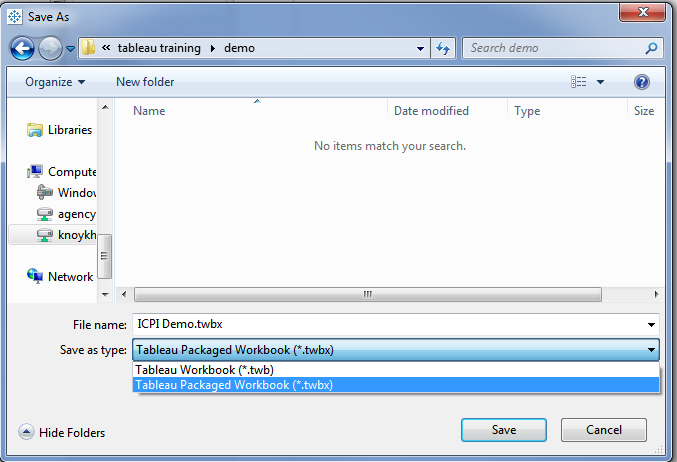 Save As
« tableau training ▸ demo
Search demo
Organize New folder
Name Date modified Type Size
No items match your search.
Libraries
Compute
Window
agency
knoykh
Network
File name: ICPI Demo.twbx
Save as type: Tableau Packaged Workbook (*.twbx)
Tableau Workbook (*.twb)
Tableau Packaged Workbook (*.twbx)
Hide Folders
Save Cancel